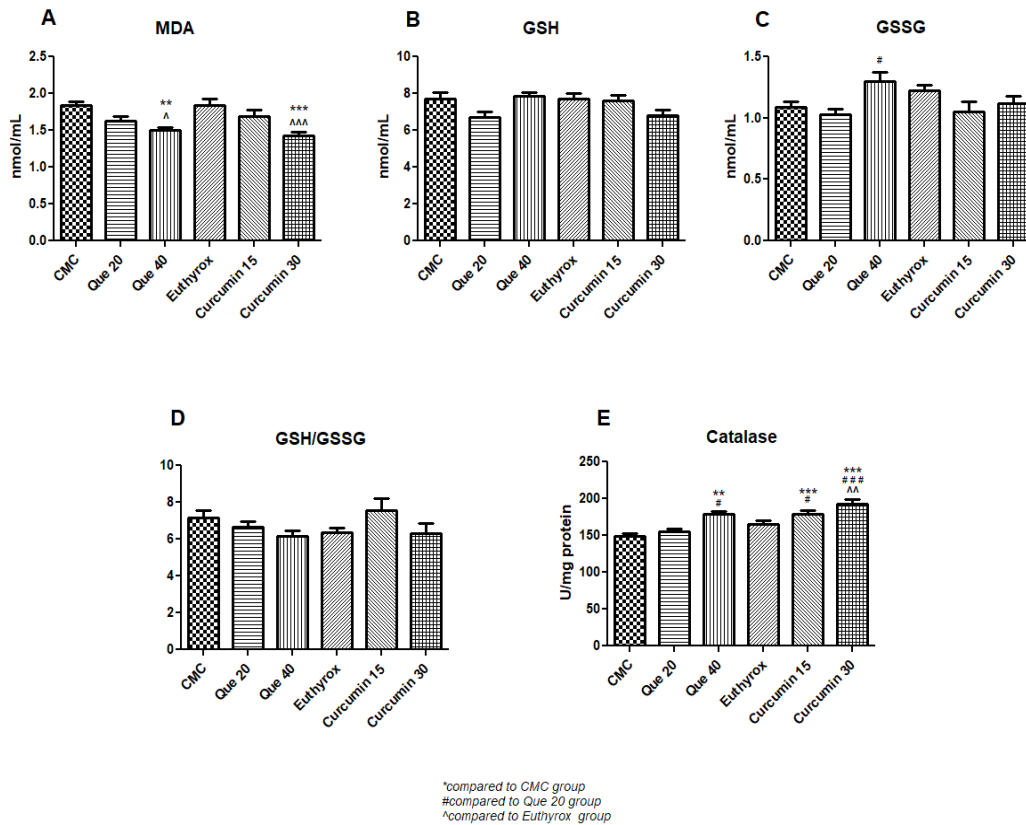 A
MDA
2.5
2.0
1.5
1.0
0.5
0.0
nmol/mL
**
^
***
^^^
CMC
Que 20
Que 40
Euthyrox
Curcumin 15
Curcumin 30
B
GSH
10
8
6
4
2
0
nmol/mL
CMC
Que 20
Que 40
Euthyrox
Curcumin 15
Curcumin 30
C
GSSG
1.5
1.0
0.5
0.0
nmol/mL
#
CMC
Que 20
Que 40
Euthyrox
Curcumin 15
Curcumin 30
D
GSH/GSSG
10
8
6
4
2
0
CMC
Que 20
Que 40
Euthyrox
Curcumin 15
Curcumin 30
E
Catalase
250
200
150
100
50
0
U/mg protein
**
#
***
#
***
###
^^
CMC
Que 20
Que 40
Euthyrox
Curcumin 15
Curcumin 30
*compared to CMC group
#compared to Que 20 group
^compared to Euthyrox group